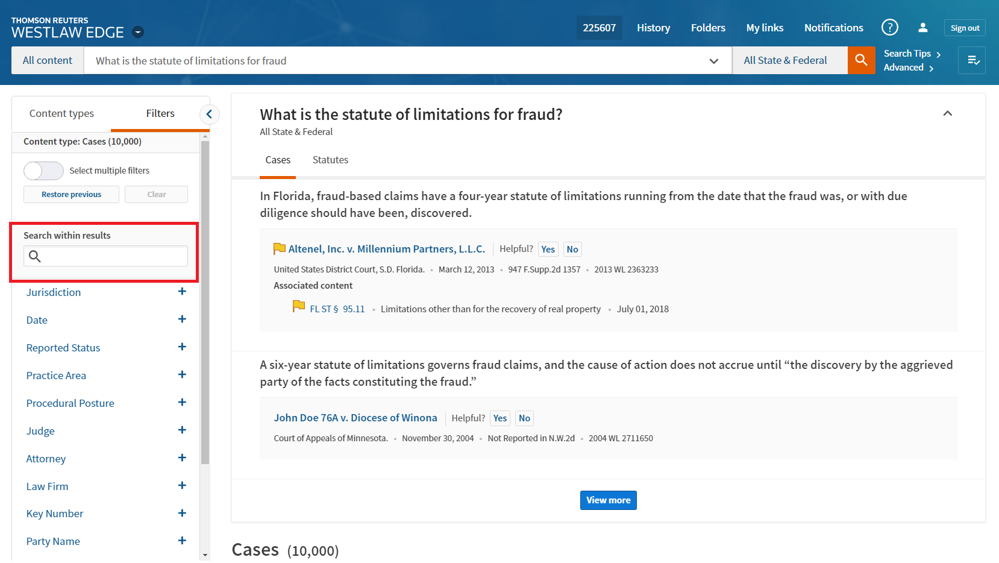 THOMSON REUTERS
WESTLAW EDGE
225607 History Folders My links Notifications ? Sign out
All content What is the statute of limitations for fraud All State & Federal Search Tips
Advanced
Content types Filters
Content type: Cases (10,000)
Select multiple filters
Restore previous Clear
Search within results
Jurisdiction +
Date +
Reported Status +
Practice Area +
Procedural Posture +
Judge +
Attorney +
Law Firm +
Key Number +
Party Name +
What is the statute of limitations for fraud?
All State & Federal
Cases Statutes
In Florida, fraud-based claims have a four-year statute of limitations running from the date that the fraud was, or with due
diligence should have been, discovered.
Altenel, Inc. v. Millennium Partners, L.L.C. Helpful? Yes No
United States District Court, S.D. Florida. • March 12, 2013 • 947 F.Supp.2d 1357 • 2013 WL 2363233
Associated content
FL ST § 95.11 • Limitations other than for the recovery of real property • July 01, 2018
A six-year statute of limitations governs fraud claims, and the cause of action does not accrue until “the discovery by the aggrieved
party of the facts constituting the fraud.”
John Doe 76A v. Diocese of Winona Helpful? Yes No
Court of Appeals of Minnesota. • November 30, 2004 • Not Reported in N.W.2d • 2004 WL 2711650
View more
Cases (10,000)